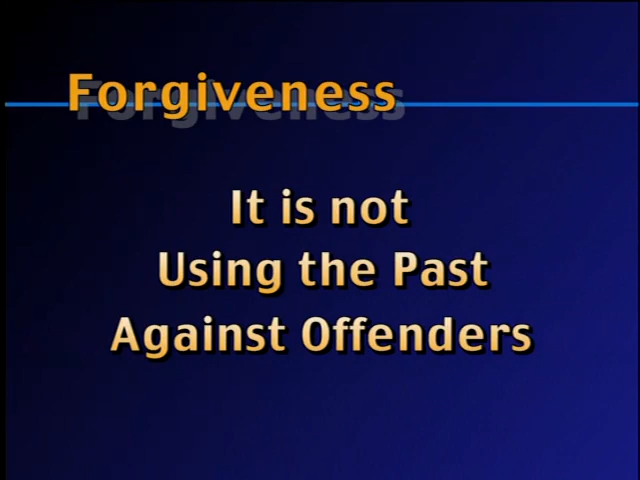 Forgiveness
It is not
Using the Past
Against Offenders